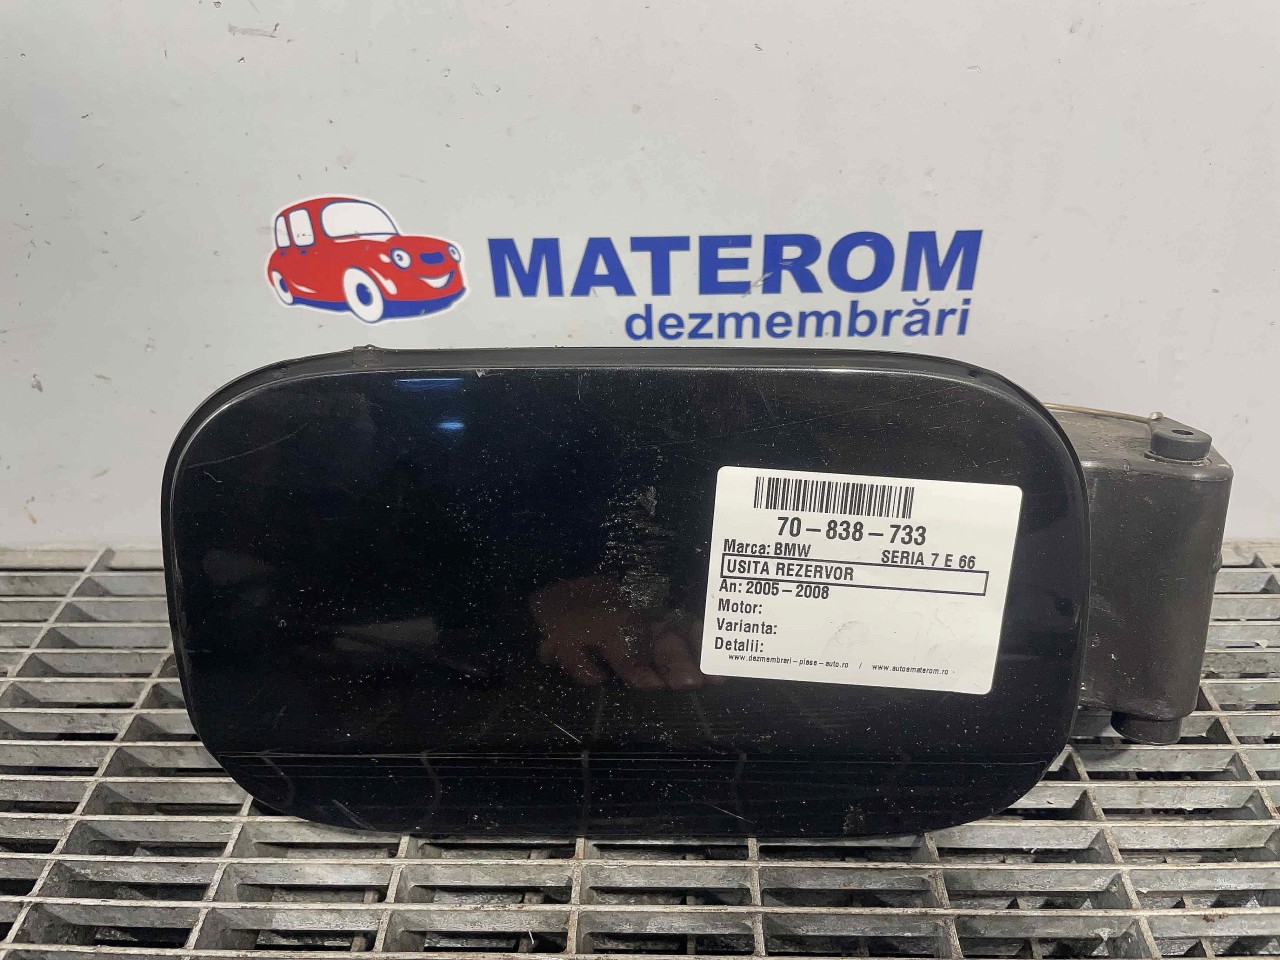 MATEROM
dezmembrări
70-838-733
Marca: BMW SERIA 7 E 66
USITA REZERVOR
An: 2005-2008
Motor:
Varianta:
Detalii:
www.dezmembrari-piese-auto.ro / www.autoematerom.ro